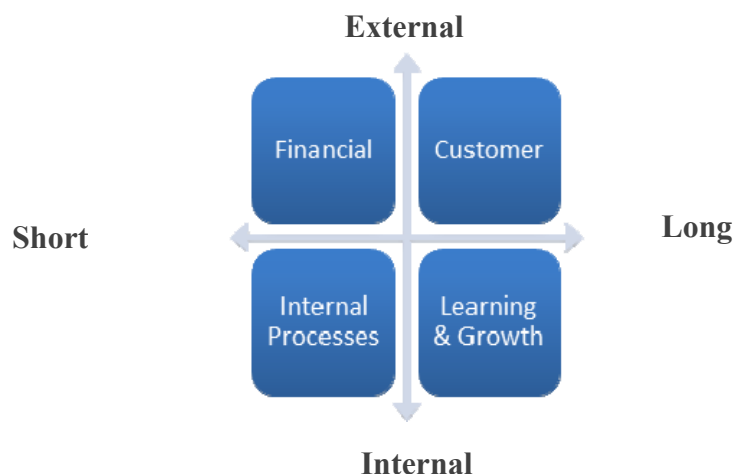 External
Financial
Customer
Short
Long
Internal
Processes
Learning
& Growth
Internal